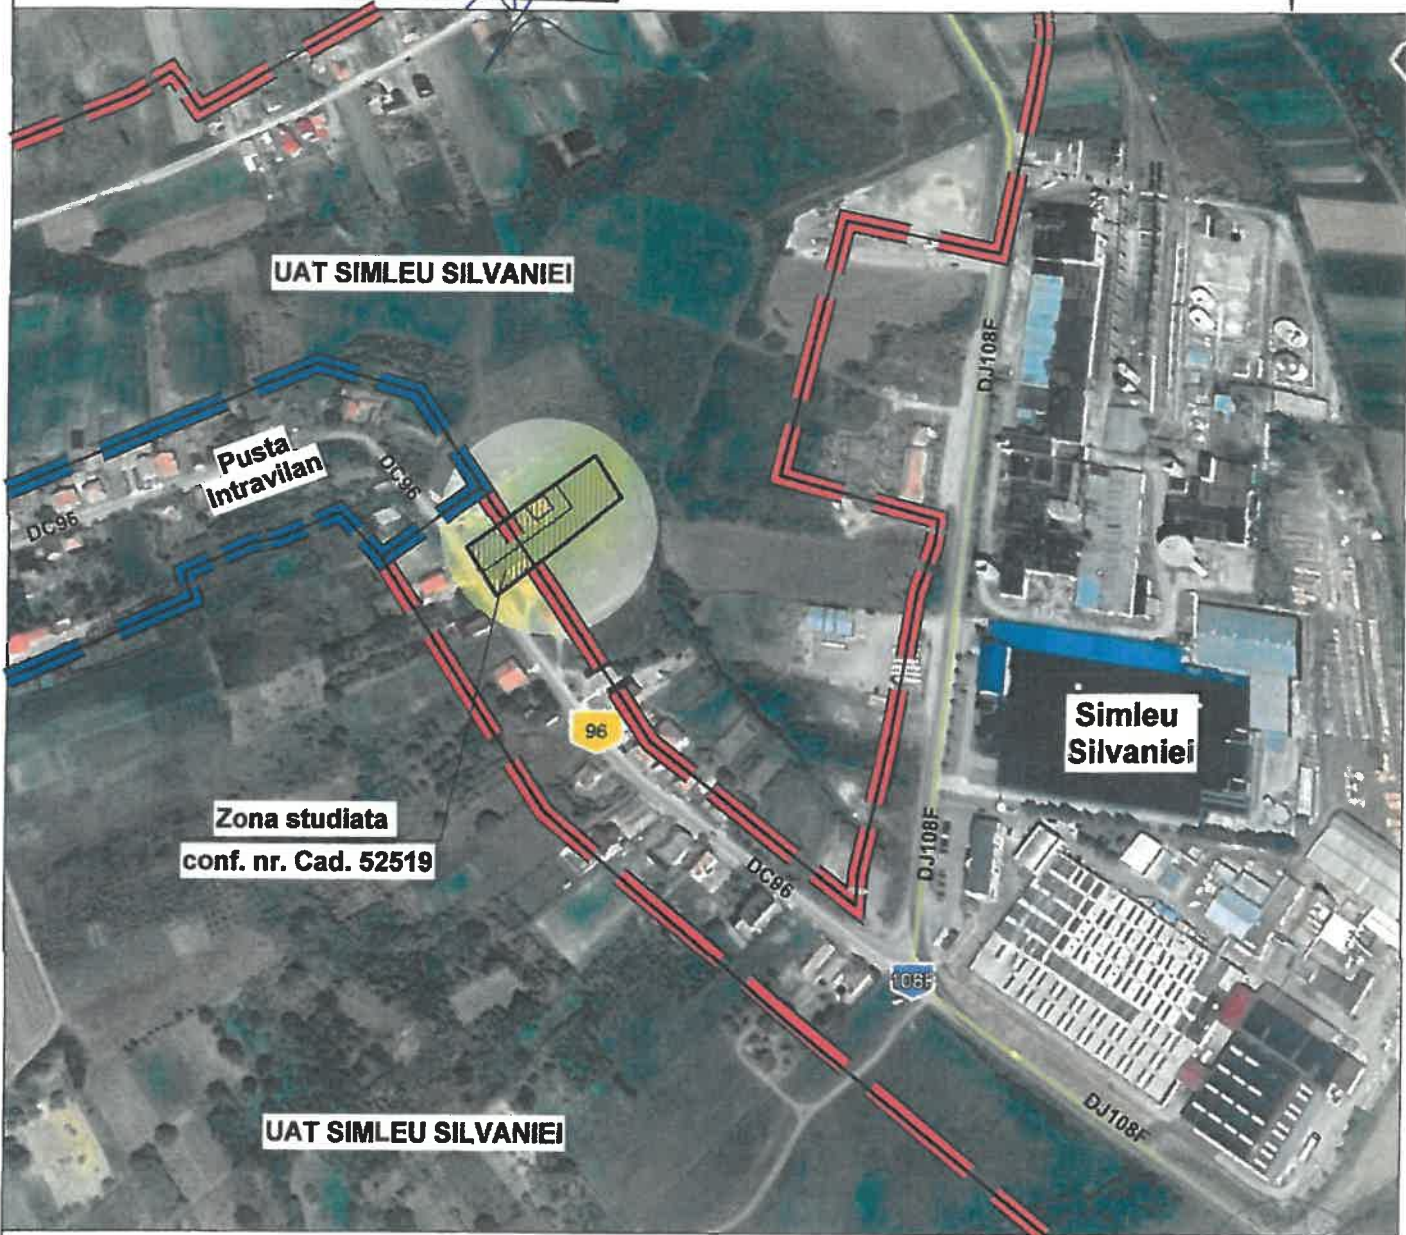 UAT SIMLEU SILVANIEI
DJ108F
Pusta
Intravilan
DC96
DC96
96
Simleu
Silvaniei
Zona studiata
conf. nr. Cad. 52519
DJ108F
DC96
108F
DJ108F
UAT SIMLEU SILVANIEI